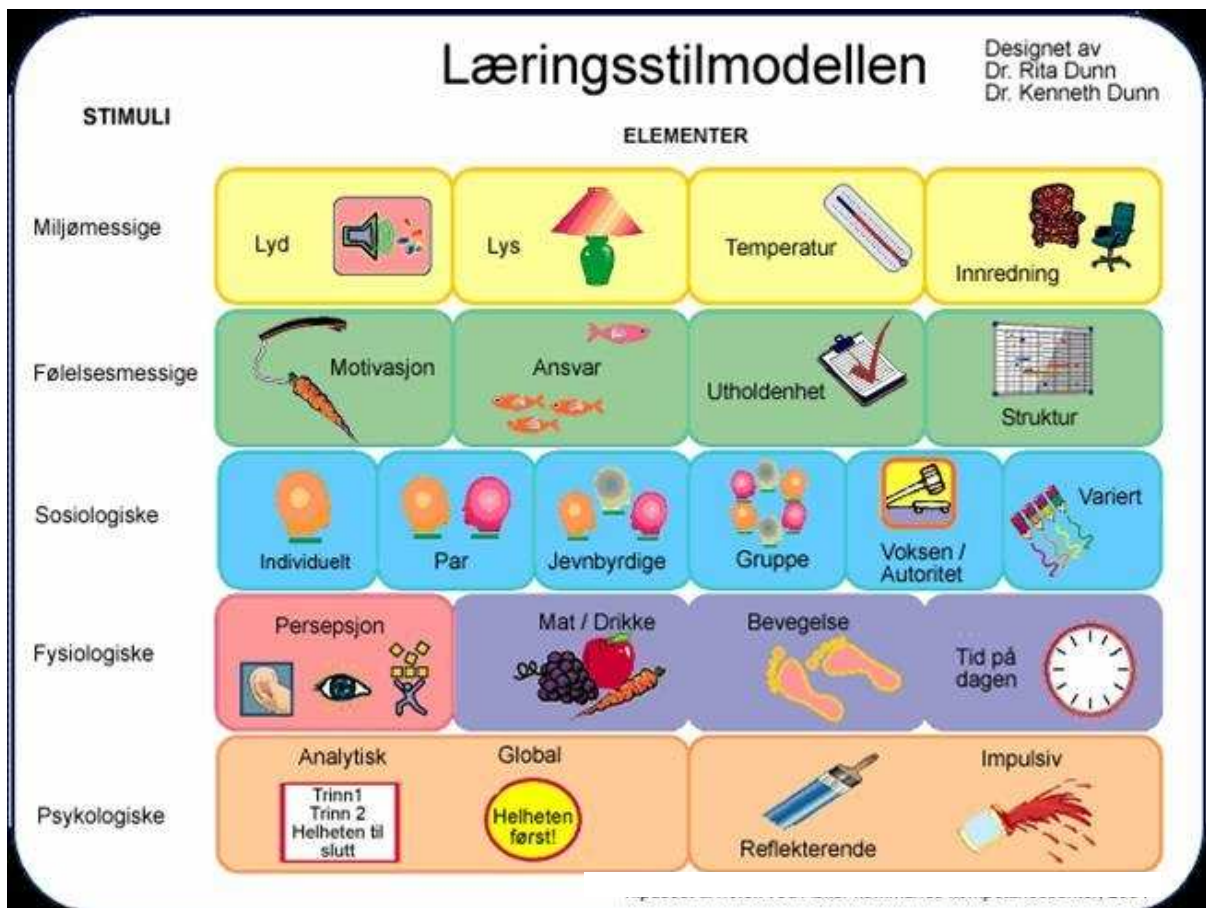 Læringsstilmodellen
Designet av
Dr. Rita Dunn
Dr. Kenneth Dunn
STIMULI
ELEMENTER
Miljømessige
Lyd
Lys
Temperatur
Innredning
Følelsesmessige
Motivasjon
Ansvar
Utholdenhet
Struktur
Sosiologiske
Individuelt
Par
Jevnbyrdige
Gruppe
Voksen /
Autoritet
Variert
Fysiologiske
Persepsjon
Mat / Drikke
Bevegelse
Tid på
dagen
Psykologiske
Analytisk
Trinn1
Trinn 2
Helheten til
slutt
Global
Helheten
først!
Reflekterende
Impulsiv